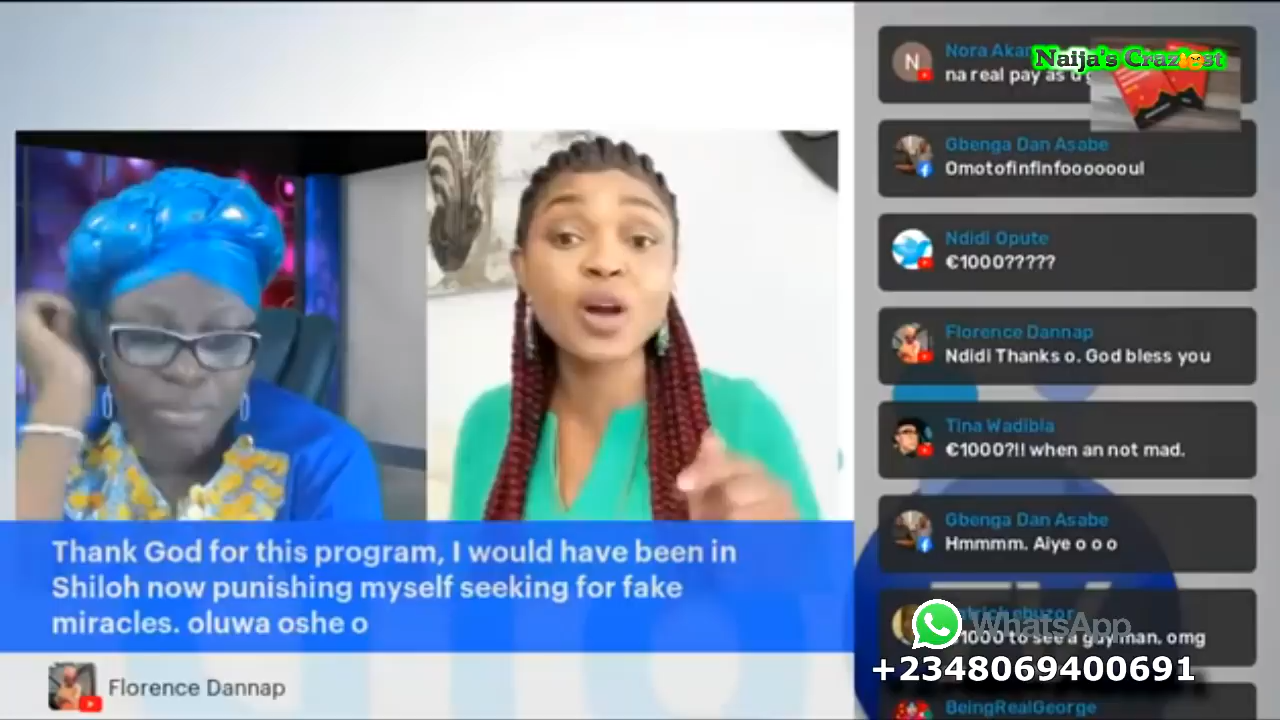 Thank God for this program, I would have been in
Shiloh now punishing myself seeking for fake
miracles. oluwa oshe o
Florence Dannap
Naija's Craziest
Nora
na real pay as
Gbenga Dan Asabe
Omotofinfinfooooooul
Ndidi Opute
€1000?????
Florence Dannap
Ndidi Thanks o. God bless you
Tina Wadibia
€1000?!! when an not mad.
Gbenga Dan Asabe
Hmmmm. Aiye o o o
to see a guy man. omg
WhatsApp
+2348069400691
BeingRealGeorge